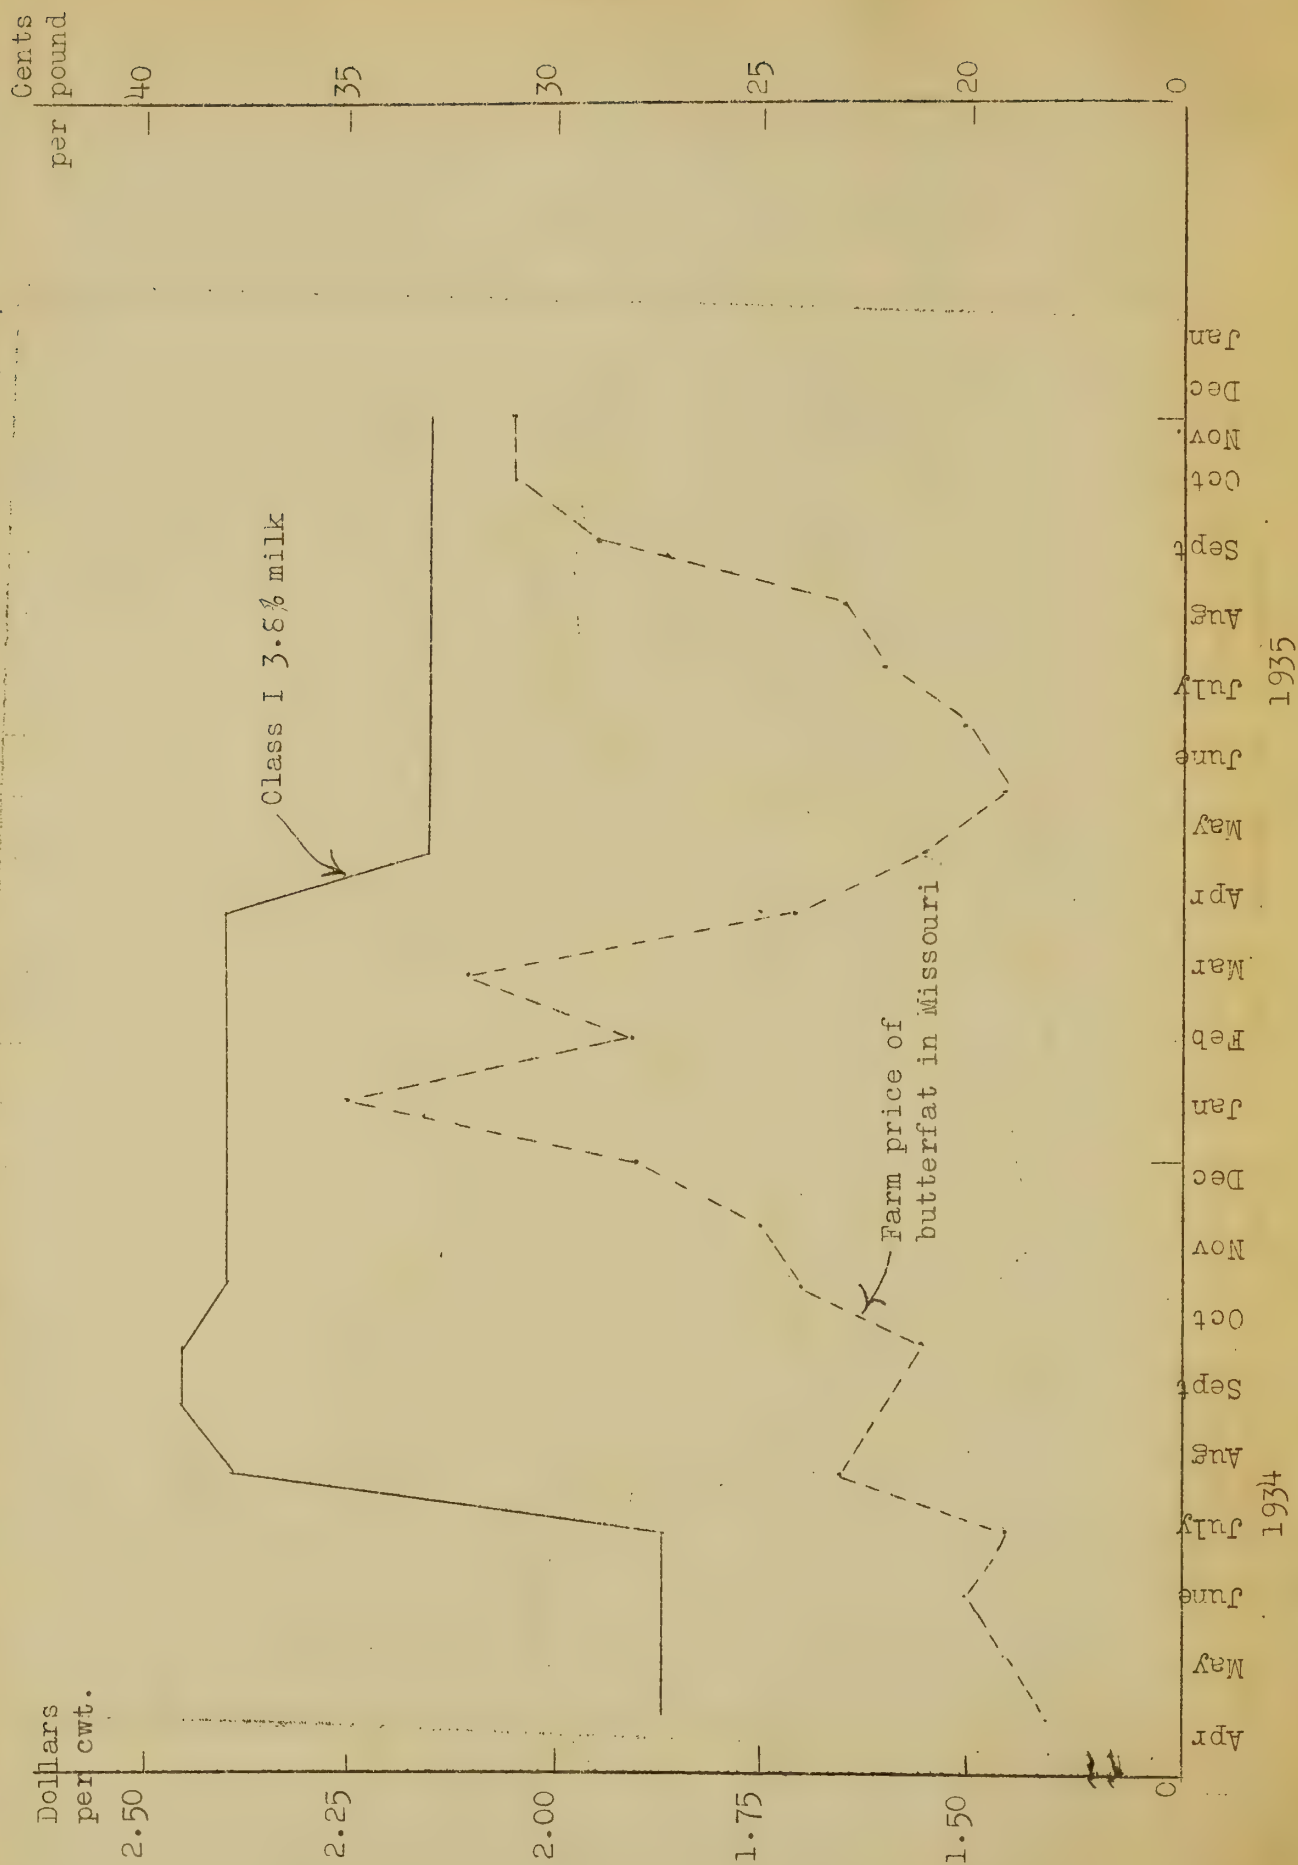 Dollars
per cwt.
2.50
2.25
2.00
1.75
1.50
0
Cents
per pound
40
35
30
25
20
0
Class I 3.8% milk
Farm price of
butterfat in Missouri
Apr
May
June
July
Aug
Sept
Oct
Nov
Dec
Jan
Feb
Mar
Apr
May
June
July
Aug
Sept
Oct
Nov
Dec
Jan
1934
1935